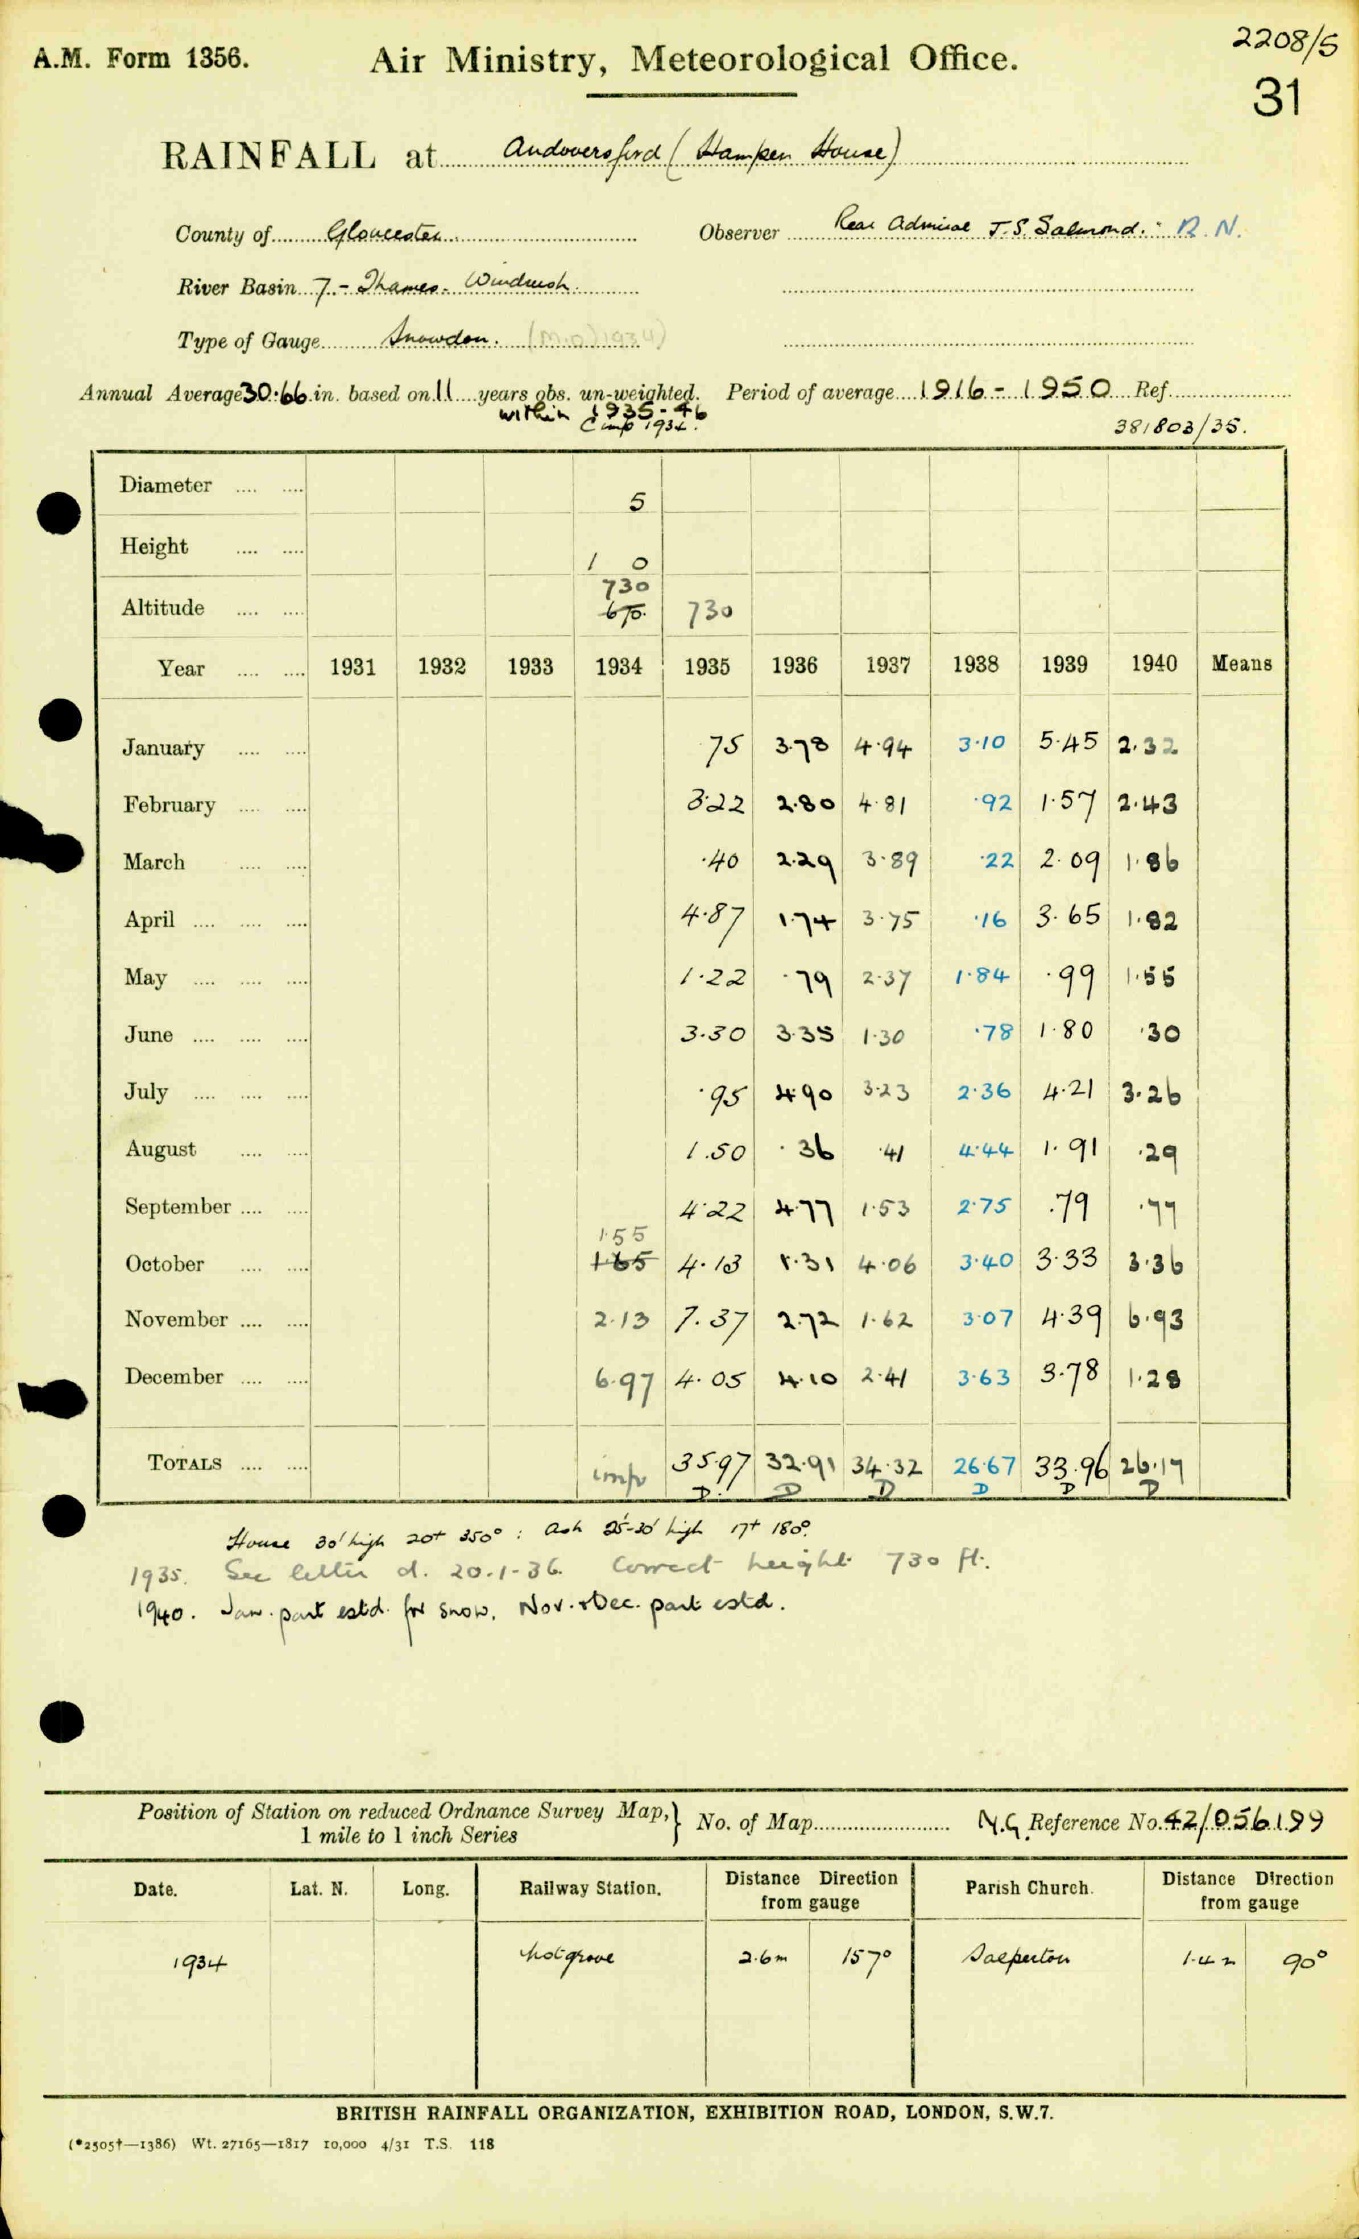 2208/5
A.M. Form 1356. Air Ministry, Meteorological Office.
31
RAINFALL at Andoversford (Hampen House)
County of Gloucester Observer Rear Admiral J.S. Salmond. R.N.
River Basin 7 - Thames - Windrush.
Type of Gauge Snowdon. (M.O) 1934)
Annual Average 30.66 in. based on 11 years obs. un-weighted. Period of average 1916 - 1950 Ref.
within 1935-46
381803/35.
Diameter 5
Height 1 0
730
Altitude 670. 730
Year 1931 1932 1933 1934 1935 1936 1937 1938 1939 1940 Means
January .75 3.78 4.94 3.10 5.45 2.32
February 3.22 2.80 4.81 .92 1.57 2.43
March .40 2.29 3.89 .22 2.09 1.86
April 4.87 1.74 3.75 .16 3.65 1.82
May 1.22 .79 2.37 1.84 .99 1.55
June 3.30 3.35 1.30 .78 1.80 .30
July .95 4.90 3.23 2.36 4.21 3.26
August 1.50 .36 .41 4.44 1.91 .29
September 4.22 4.77 1.53 2.75 .79 .77
1.55
October 1.65 4.13 1.31 4.06 3.40 3.33 3.36
November 2.13 7.37 2.72 1.62 3.07 4.39 6.93
December 6.97 4.05 4.10 2.41 3.63 3.78 1.28
TOTALS imp 35.97 32.91 34.32 26.67 33.96 26.17
D. D D D D D
House 30' high 20+ 350° : Ash 25'-30' high 17+ 180°.
1935. See letter d. 20.1.36. Correct height 730 ft.
1940. Jan. part estd. for snow. Nov. & Dec. part estd.
Position of Station on reduced Ordnance Survey Map,} No. of Map N.G. Reference No. 42/056199
1 mile to 1 inch Series
Date. Lat. N. Long. Railway Station. Distance Direction from gauge Parish Church. Distance Direction from gauge
1934 Notgrove 2.6m 157° Salperton 1.4m 90°
BRITISH RAINFALL ORGANIZATION, EXHIBITION ROAD, LONDON, S.W.7.
(*2505†—1386) Wt. 27165—1817 10,000 4/31 T.S. 118